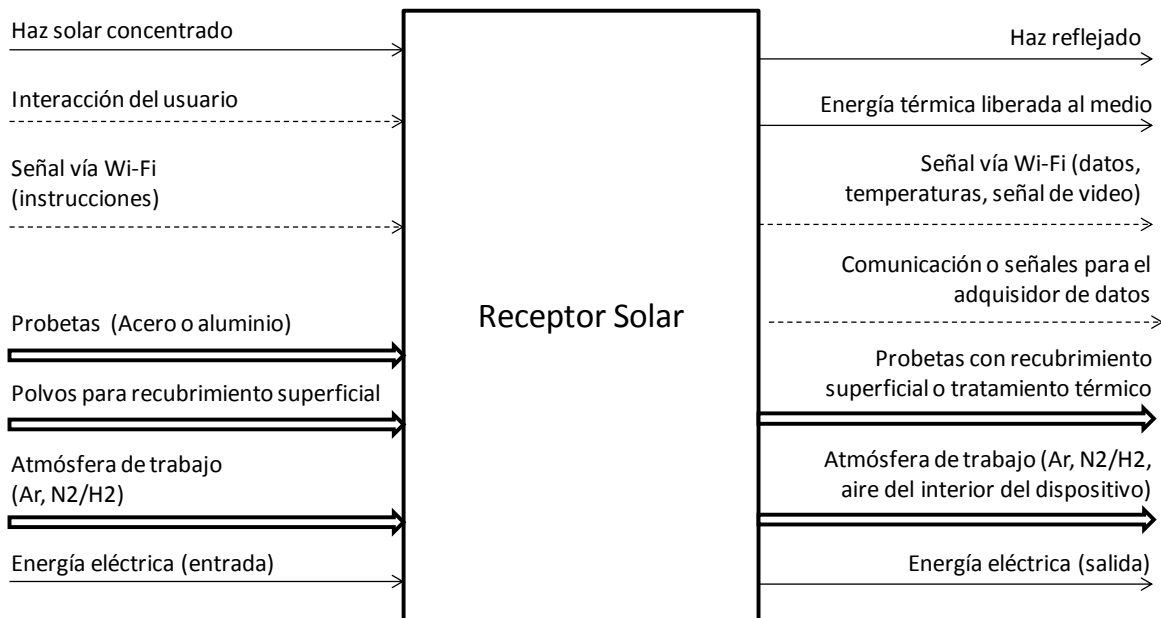 Haz solar concentrado
Interacción del usuario
Señal vía Wi-Fi
(instrucciones)
Probetas (Acero o aluminio)
Polvos para recubrimiento superficial
Atmósfera de trabajo
(Ar, N2/H2)
Energía eléctrica (entrada)
Receptor Solar
Haz reflejado
Energía térmica liberada al medio
Señal vía Wi-Fi (datos,
temperaturas, señal de video)
Comunicación o señales para el
adquisidor de datos
Probetas con recubrimiento
superficial o tratamiento térmico
Atmósfera de trabajo (Ar, N2/H2,
aire del interior del dispositivo)
Energía eléctrica (salida)